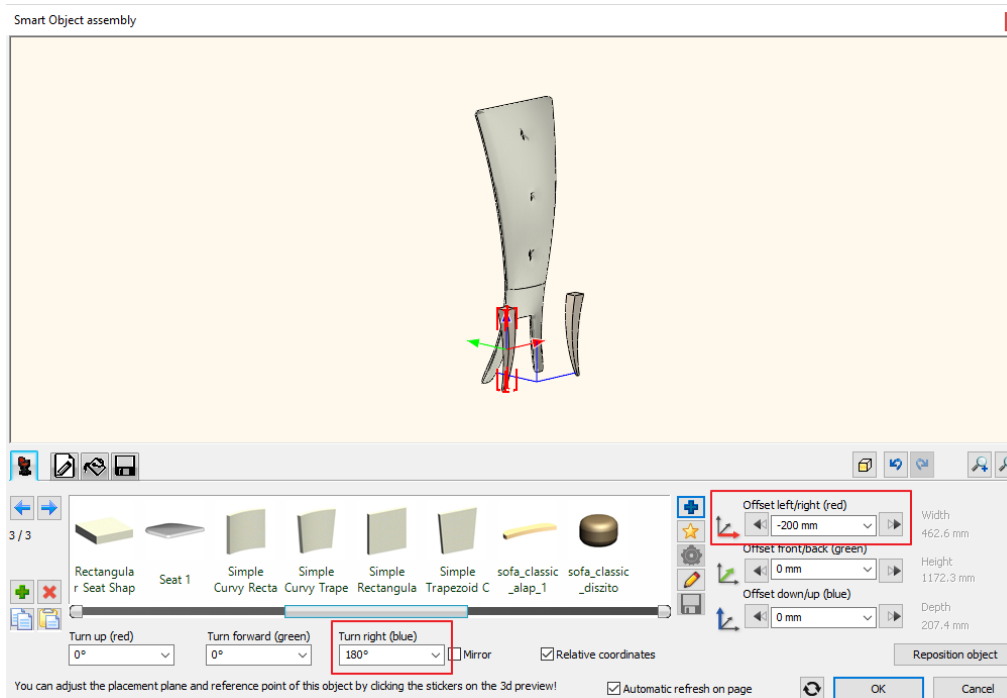 Smart Object assembly
3 / 3
Rectangula
r Seat Shap
Seat 1
Simple
Curvy Recta
Simple
Curvy Trape
Simple
Rectangula
Simple
Trapezoid C
sofa_classic
_alap_1
sofa_classic
_diszito
Offset left/right (red)
-200 mm
Offset front/back (green)
0 mm
Offset down/up (blue)
0 mm
Width
462.6 mm
Height
1172.3 mm
Depth
207.4 mm
Turn up (red)
0°
Turn forward (green)
0°
Turn right (blue)
180°
Mirror
Relative coordinates
Reposition object
You can adjust the placement plane and reference point of this object by clicking the stickers on the 3d preview!
Automatic refresh on page
OK
Cancel